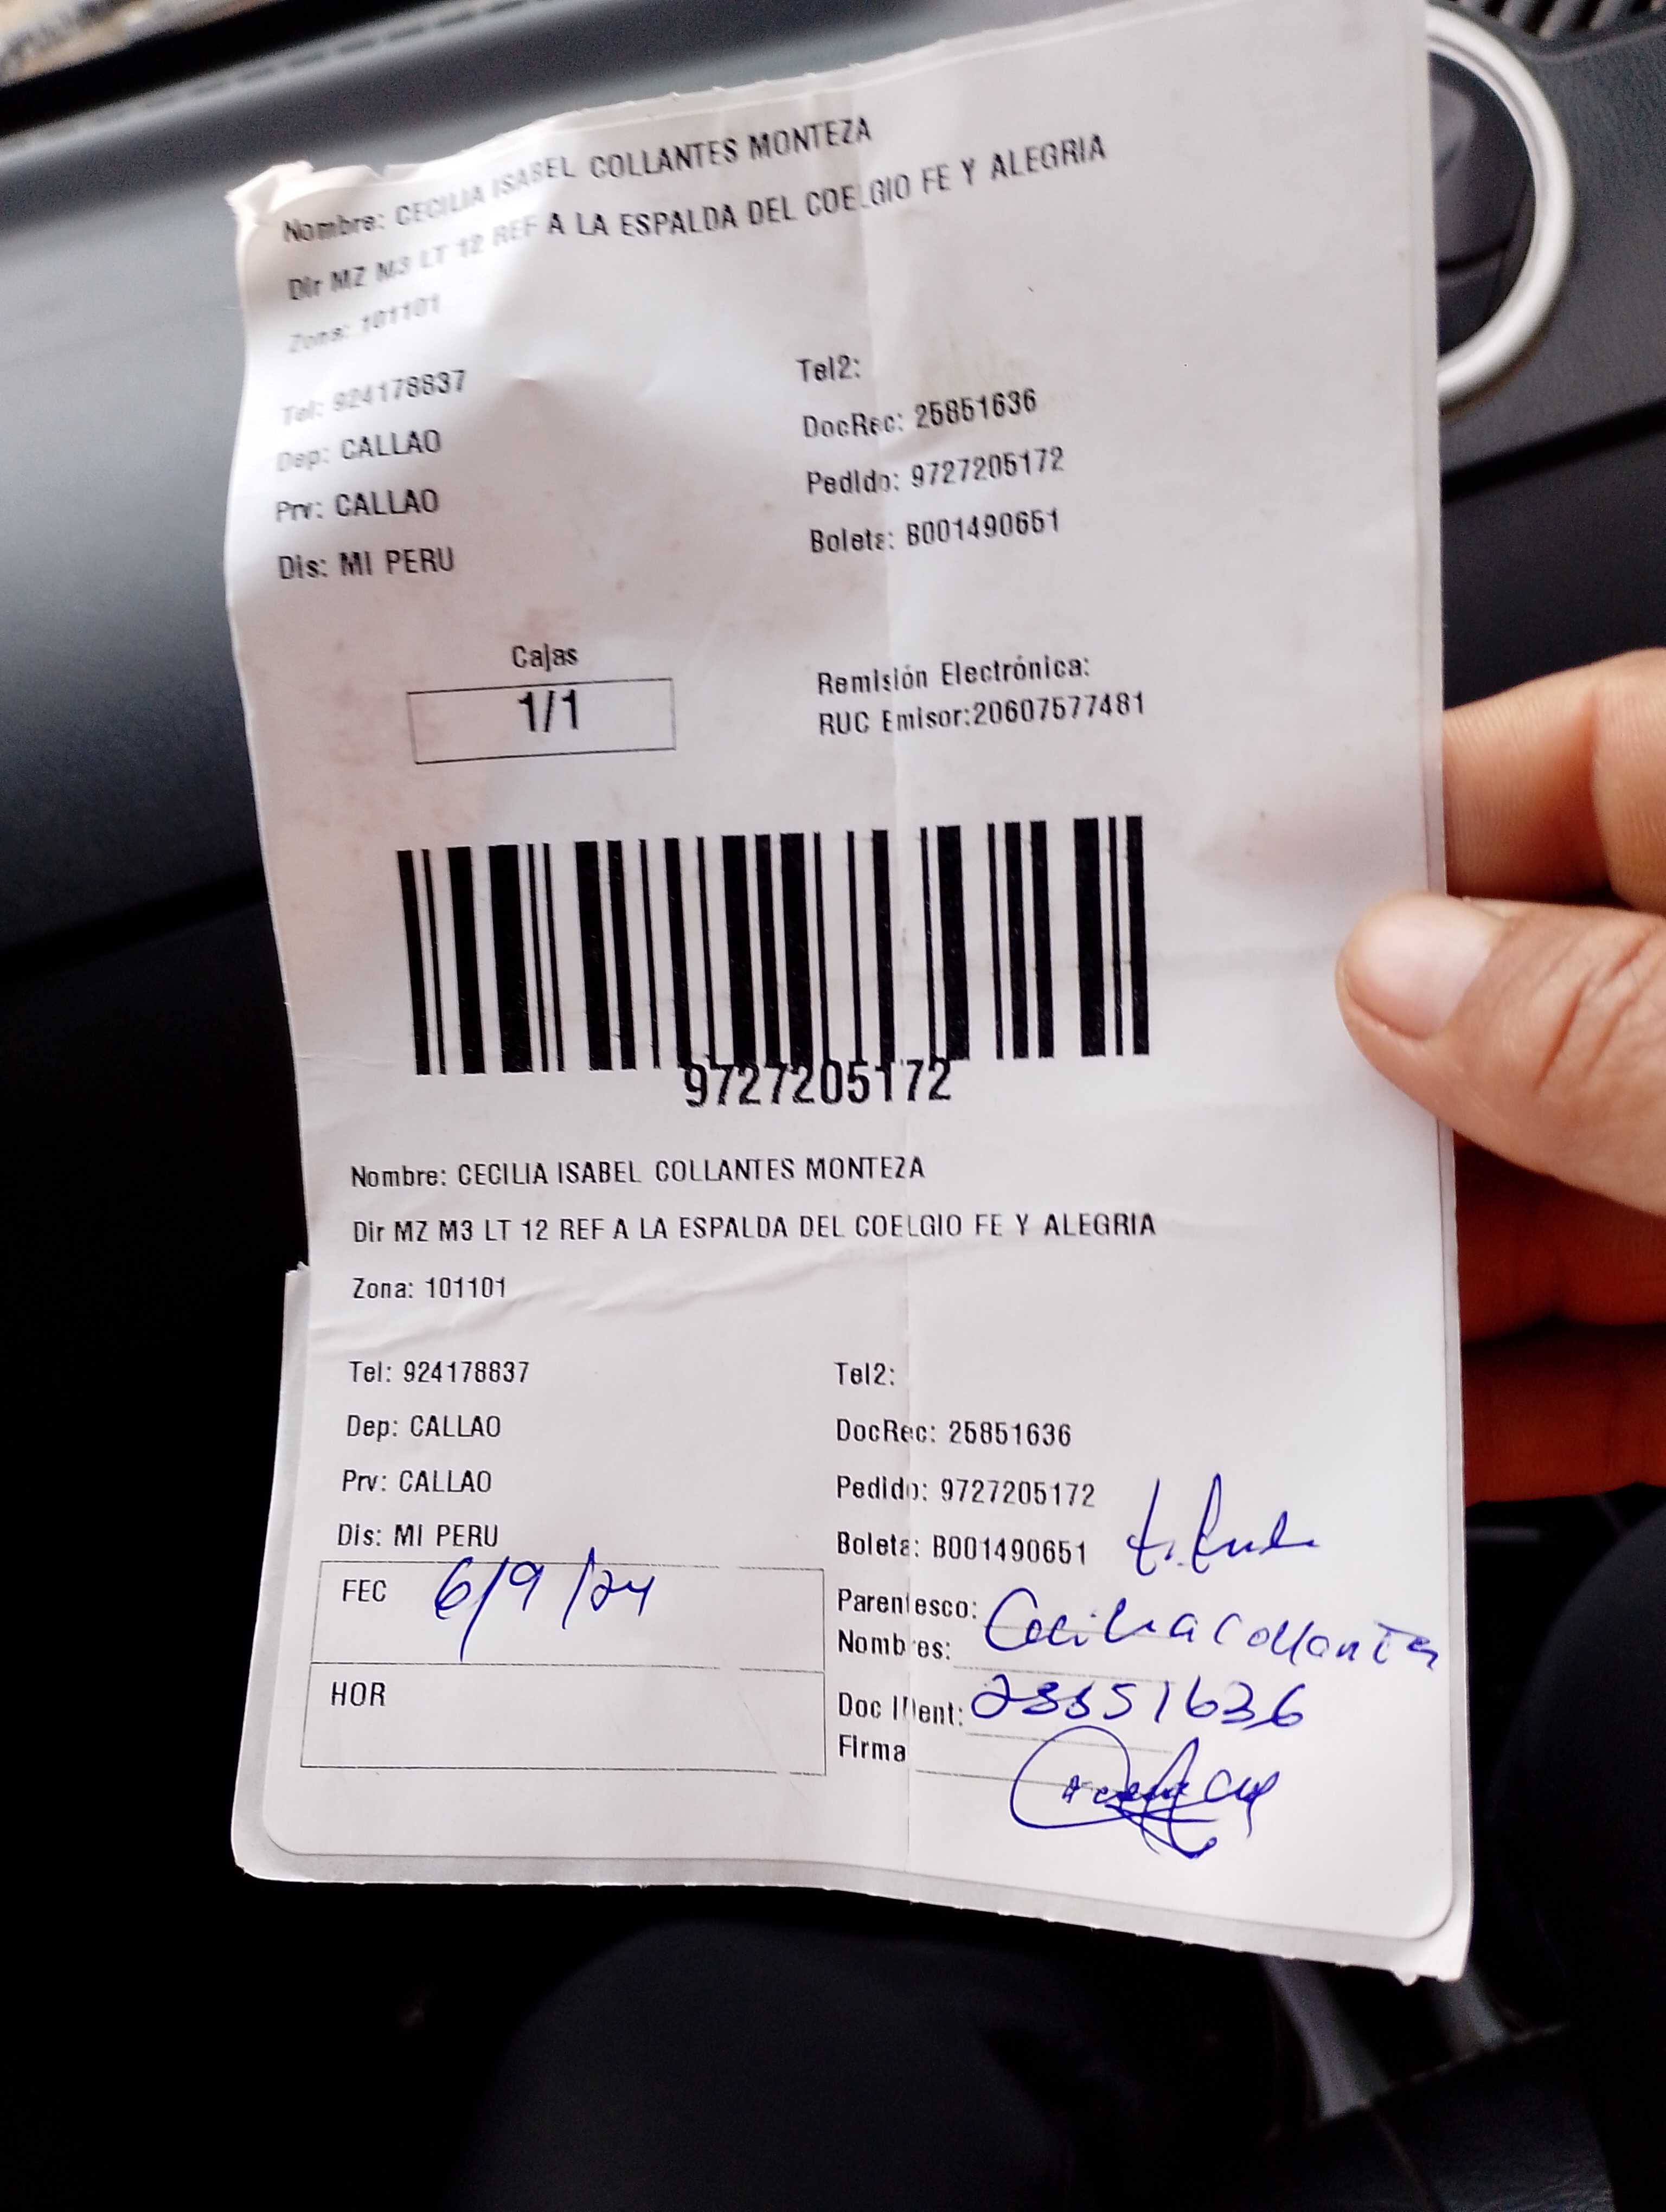 Nombre: CECILIA ISABEL COLLANTES MONTEZA
Dir MZ M3 LT 12 REF A LA ESPALDA DEL COELGIO FE Y ALEGRIA
Zona: 101101
Tel: 924178837 Tel2:
Dep: CALLAO DocRec: 25851636
Prv: CALLAO Pedido: 9727205172
Dis: MI PERU Boleta: B001490651
Cajas
1/1
Remisión Electrónica:
RUC Emisor:20607577481
9727205172
Nombre: CECILIA ISABEL COLLANTES MONTEZA
Dir MZ M3 LT 12 REF A LA ESPALDA DEL COELGIO FE Y ALEGRIA
Zona: 101101
Tel: 924178837 Tel2:
Dep: CALLAO DocRec: 25851636
Prv: CALLAO Pedido: 9727205172
Dis: MI PERU Boleta: B001490651
FEC 6/9/24
Parentesco:
Nombres: Cecilia Collantes
HOR
Doc Ident: 25851636
Firma